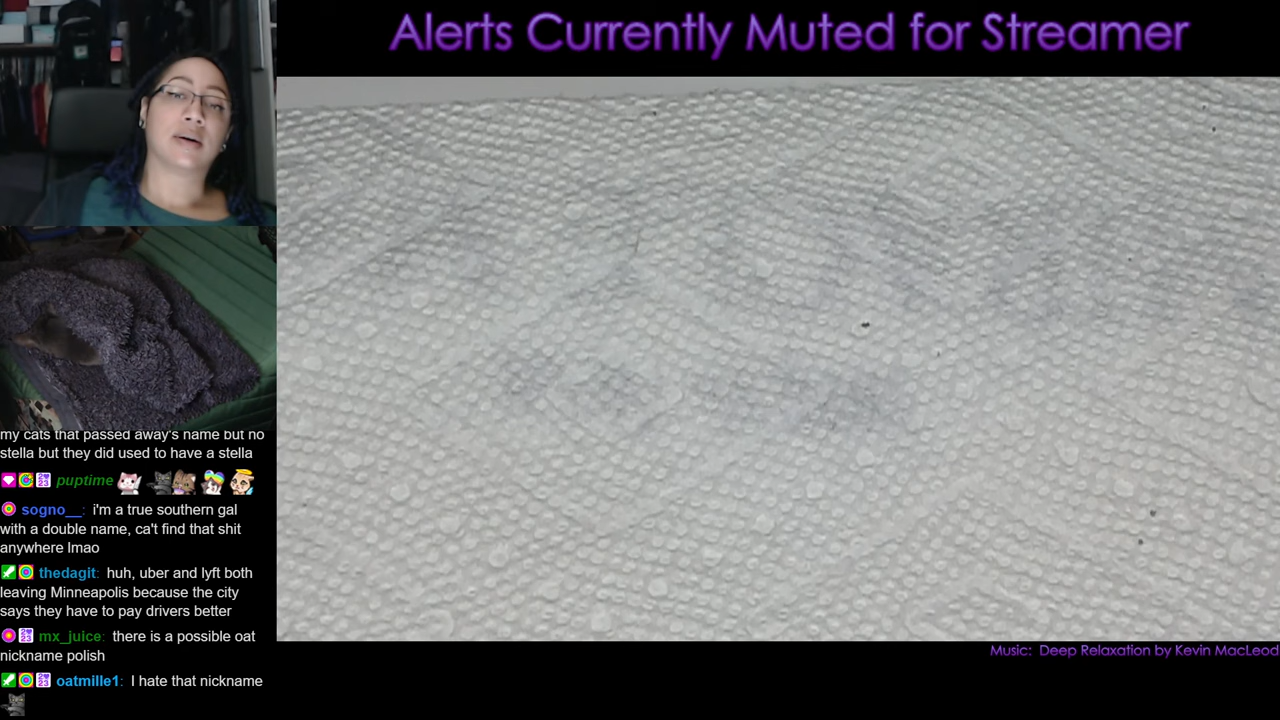 Alerts Currently Muted for Streamer
my cats that passed away's name but no
stella but they did used to have a stella
puptime
sogno__: i'm a true southern gal
with a double name, ca't find that shit
anywhere lmao
thedagit: huh, uber and lyft both
leaving Minneapolis because the city
says they have to pay drivers better
mx_juice: there is a possible oat
nickname polish
oatmille1: I hate that nickname
Music: Deep Relaxation by Kevin MacLeod